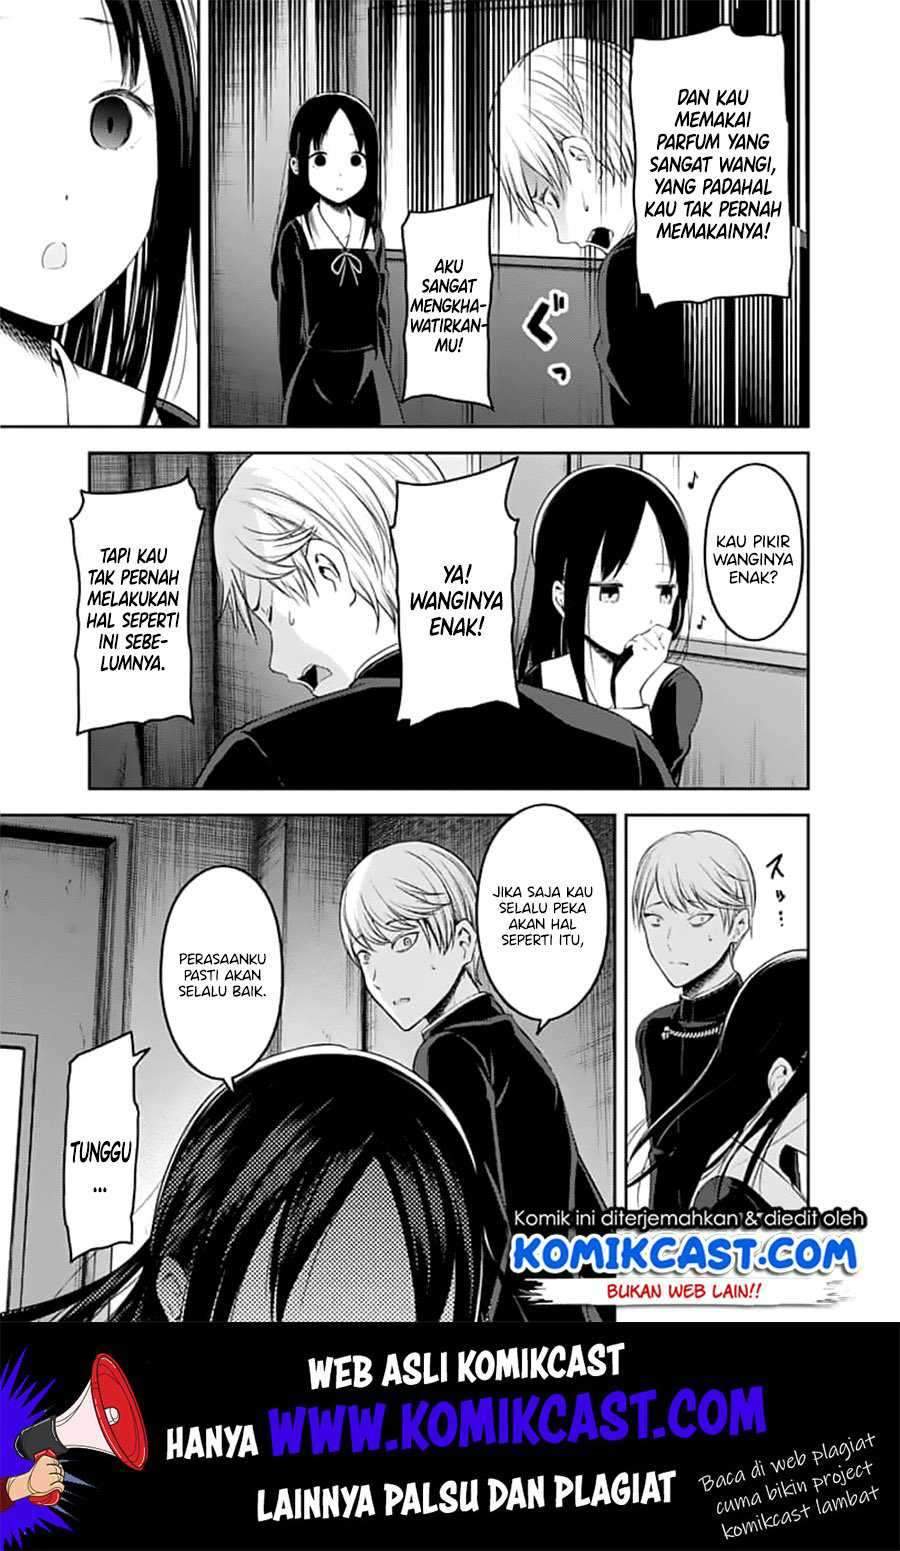 DAN KAU
MEMAKAI
PARFUM YANG
SANGAT WANGI,
YANG PADAHAL
KAU TAK PERNAH
MEMAKAINYA!
AKU
SANGAT
MENGKHA-
WATIRKAN-
MU!
ぐ
KAU PIKIR
WANGINYA
ENAK?
YA!
WANGINYA
ENAK!
TAPI KAU
TAK PERNAH
MELAKUKAN
HAL SEPERTI
INI SEBE-
LUMNYA.
スッ…
JIKA SAJA KAU
SELALU PEKA
AKAN HAL
SEPERTI ITU,
PERASAANKU
PASTI AKAN
SELALU BAIK.
TUNGGU
...
Komik ini diterjemahkan & diedit oleh
KOMIKCAST.COM
BUKAN WEB LAIN!!
WEB ASLI KOMIKCAST
HANYA WWW.KOMIKCAST.COM
LAINNYA PALSU DAN PLAGIAT
Baca di web plagiat
cuma bikin project
komikcast lambat